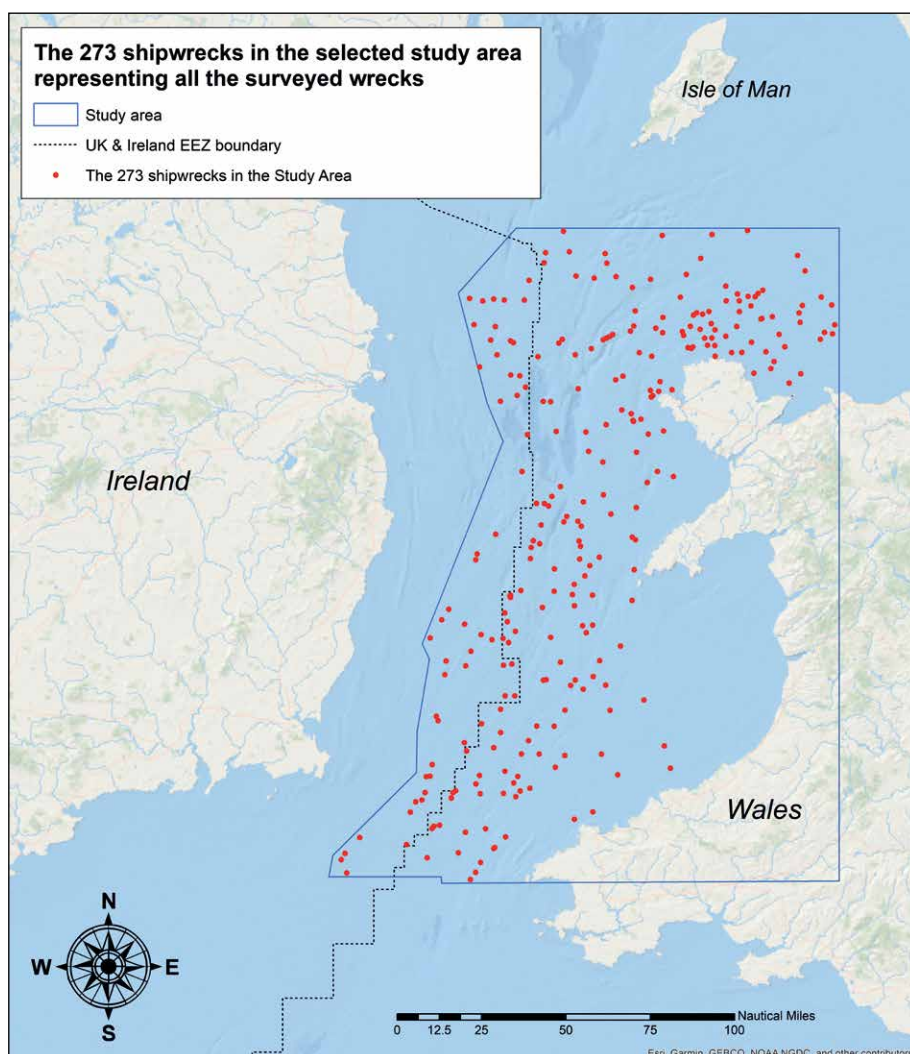 The 273 shipwrecks in the selected study area
representing all the surveyed wrecks
Study area
UK & Ireland EEZ boundary
The 273 shipwrecks in the Study Area
Isle of Man
Ireland
Wales
N
W E
S
Nautical Miles
0 12.5 25 50 75 100
Esri, Garmin, GEBCO, NOAA NGDC, and other contributors